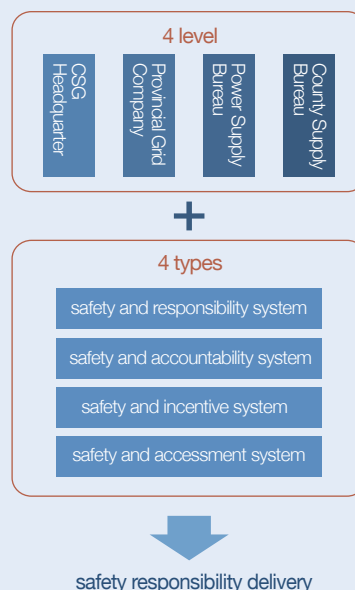 4 level
CSG
Headquarter
Provincial Grid
Company
Power Supply
Bureau
County Supply
Bureau
+
4 types
safety and responsibility system
safety and accountability system
safety and incentive system
safety and accessment system
safety responsibility delivery